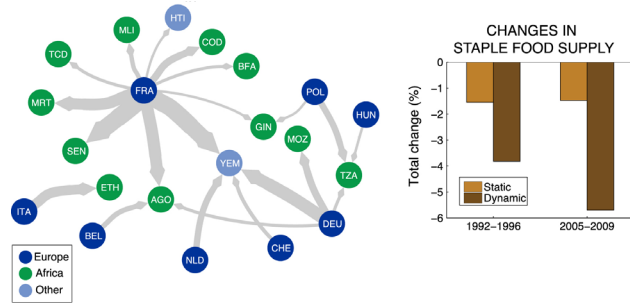 HTI
MLI
COD
TCD
BFA
FRA
POL
MRT
HUN
GIN
MOZ
SEN
YEM
TZA
ETH
AGO
ITA
BEL
DEU
CHE
NLD
Europe
Africa
Other
CHANGES IN
STAPLE FOOD SUPPLY
Total change (%)
0
−1
−2
−3
−4
−5
−6
Static
Dynamic
1992−1996 2005−2009